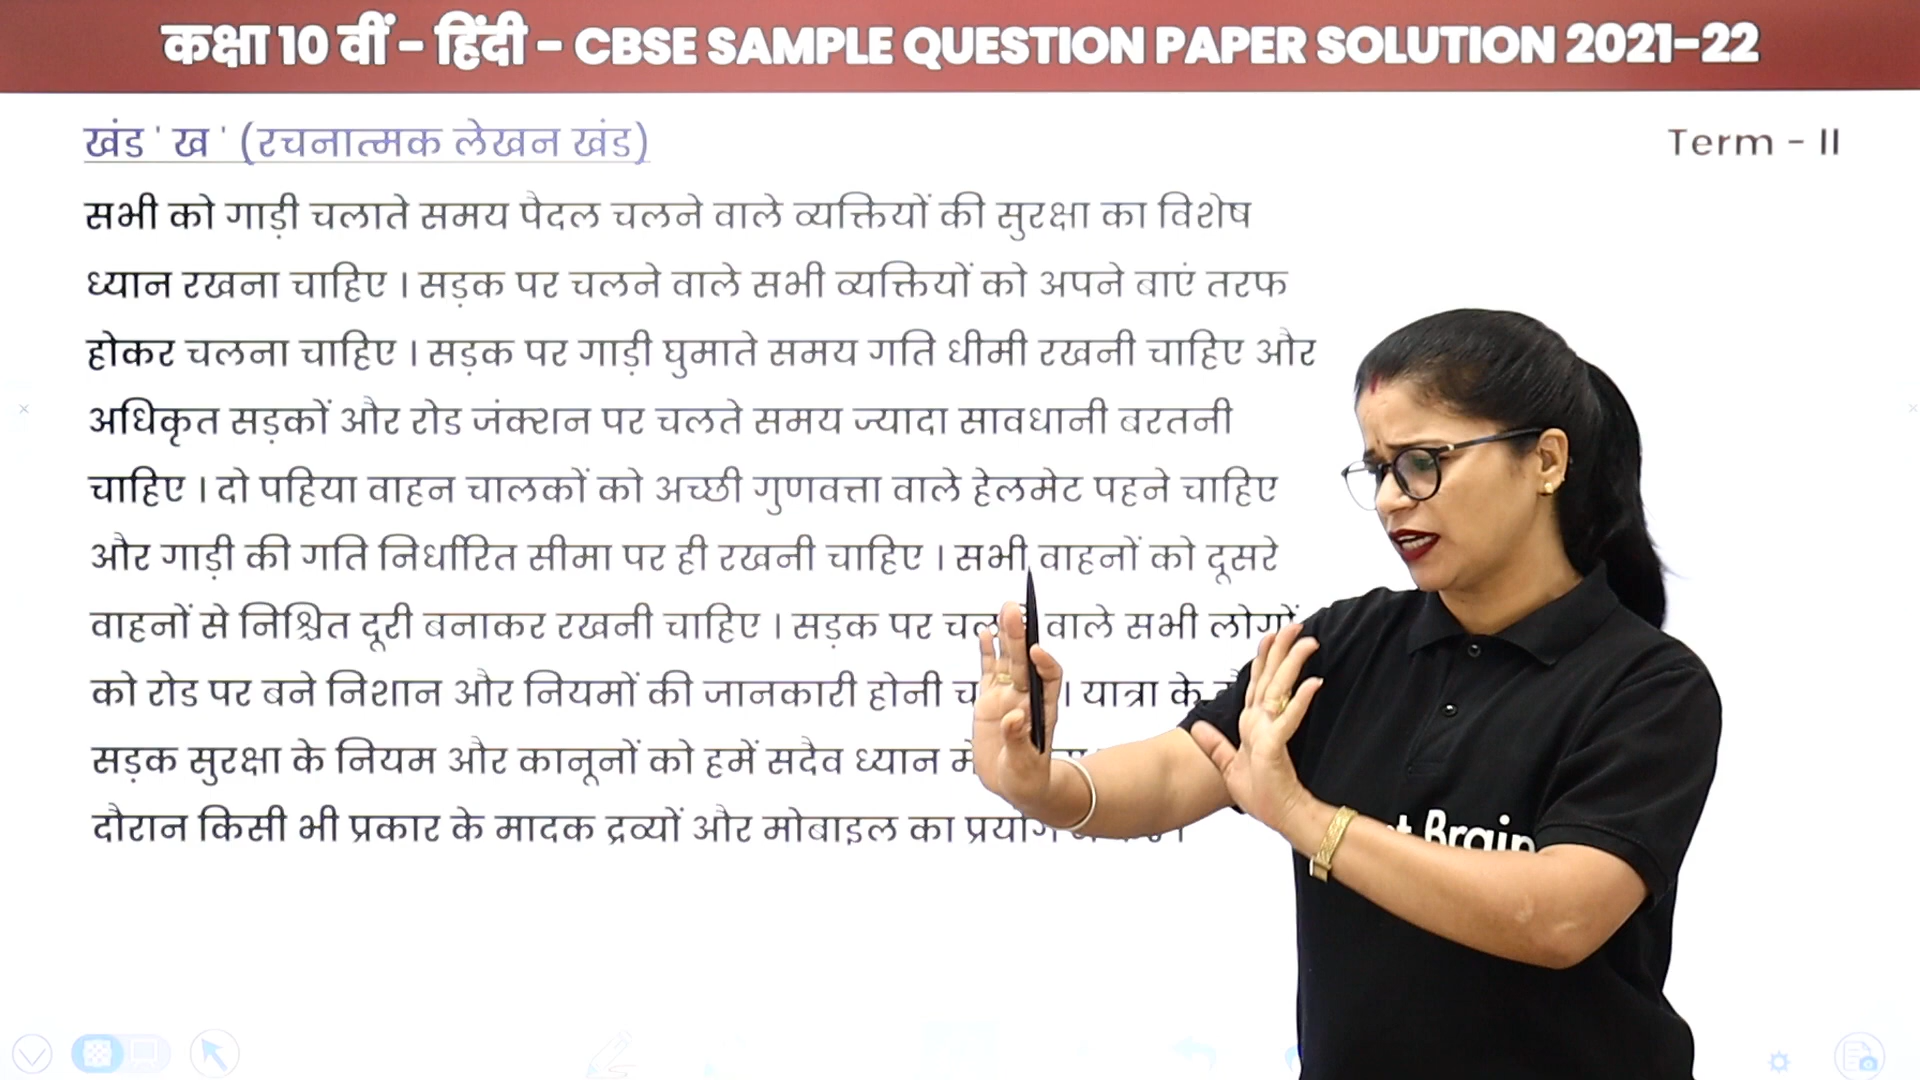 कक्षा 10 वीं - हिंदी - CBSE SAMPLE QUESTION PAPER SOLUTION 2021-22
खंड ' ख ' (रचनात्मक लेखन खंड)
Term - II
सभी को गाड़ी चलाते समय पैदल चलने वाले व्यक्तियों की सुरक्षा का विशेष
ध्यान रखना चाहिए । सड़क पर चलने वाले सभी व्यक्तियों को अपने बाएं तरफ
होकर चलना चाहिए । सड़क पर गाड़ी घुमाते समय गति धीमी रखनी चाहिए और
अधिकृत सड़कों और रोड जंक्शन पर चलते समय ज्यादा सावधानी बरतनी
चाहिए । दो पहिया वाहन चालकों को अच्छी गुणवत्ता वाले हेलमेट पहने चाहिए
और गाड़ी की गति निर्धारित सीमा पर ही रखनी चाहिए । सभी वाहनों को दूसरे
वाहनों से निश्चित दूरी बनाकर रखनी चाहिए । सड़क पर वाले सभी लोगों
को रोड पर बने निशान और नियमों की जानकारी होनी । यात्रा के
सड़क सुरक्षा के नियम और कानूनों को हमें सदैव ध्यान
दौरान किसी भी प्रकार के मादक द्रव्यों और मोबाइल का प्रयोग
Brain